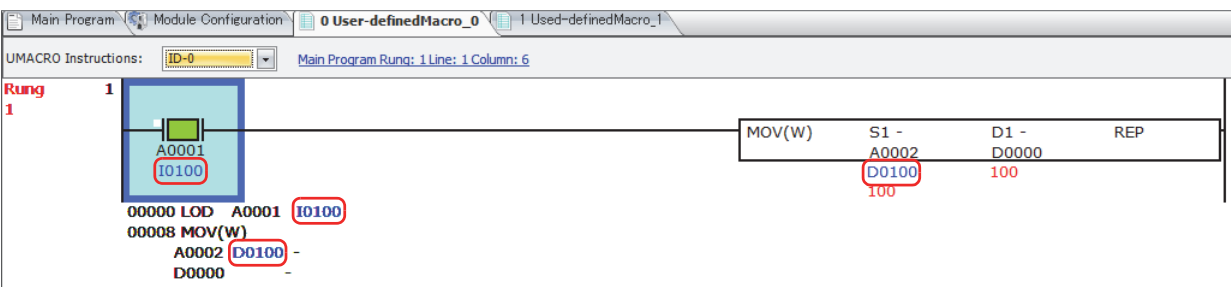 Main Program Module Configuration 0 User-definedMacro_0 1 Used-definedMacro_1
UMACRO Instructions: ID-0 Main Program Rung: 1 Line: 1 Column: 6
Rung 1
1
MOV(W) S1 - D1 - REP
A0001 A0002 D0000
I0100 D0100 100
100
00000 LOD A0001 I0100
00008 MOV(W)
A0002 D0100 -
D0000 -